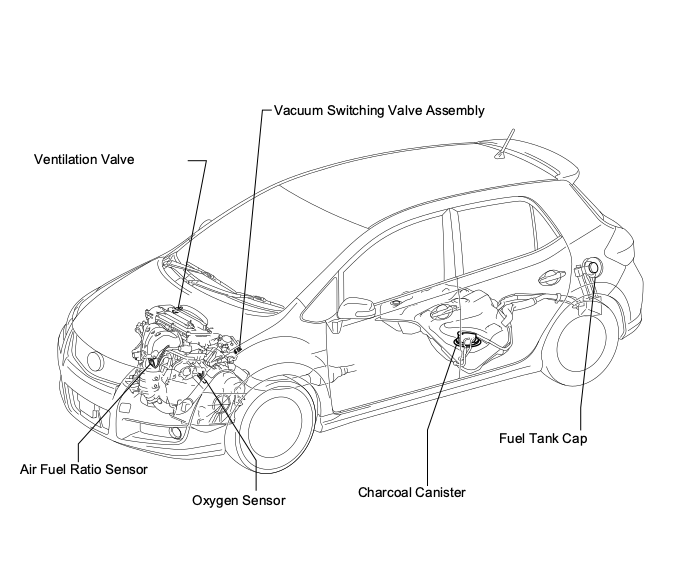 Vacuum Switching Valve Assembly
Ventilation Valve
Fuel Tank Cap
Air Fuel Ratio Sensor
Charcoal Canister
Oxygen Sensor